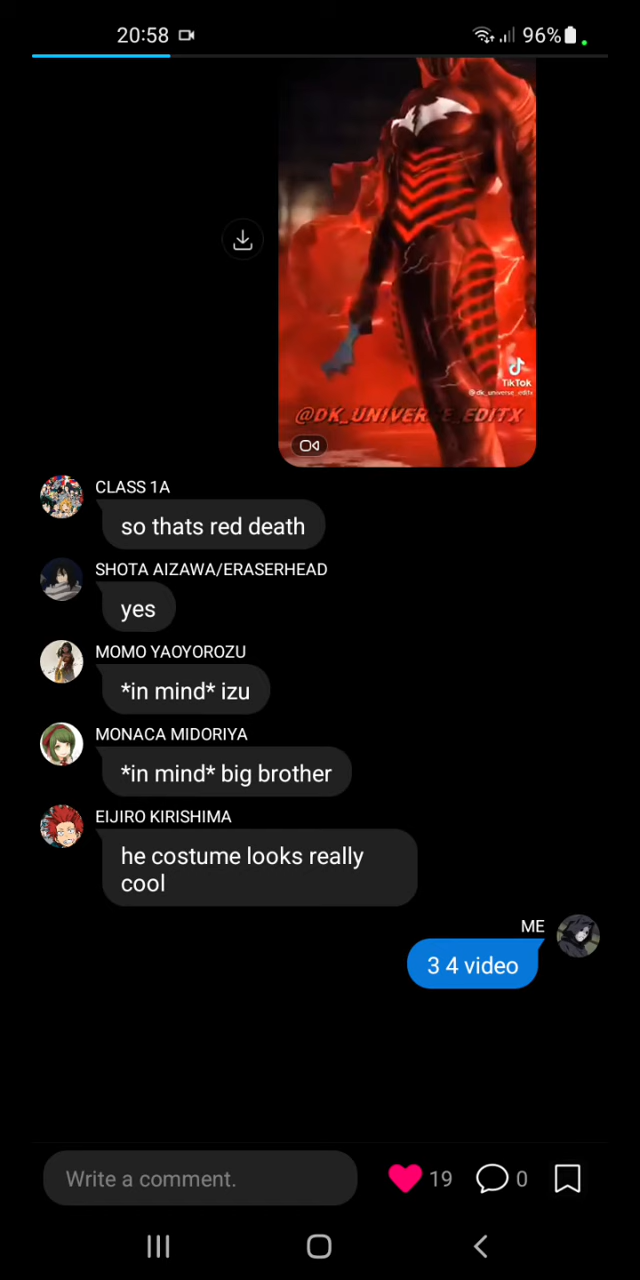 20:58
96%
TikTok
@dk_universe_editx
@DK_UNIVERSE_EDITX
CLASS 1A
so thats red death
SHOTA AIZAWA/ERASERHEAD
yes
MOMO YAOYOROZU
*in mind* izu
MONACA MIDORIYA
*in mind* big brother
EIJIRO KIRISHIMA
he costume looks really
cool
ME
3 4 video
Write a comment.
19
0